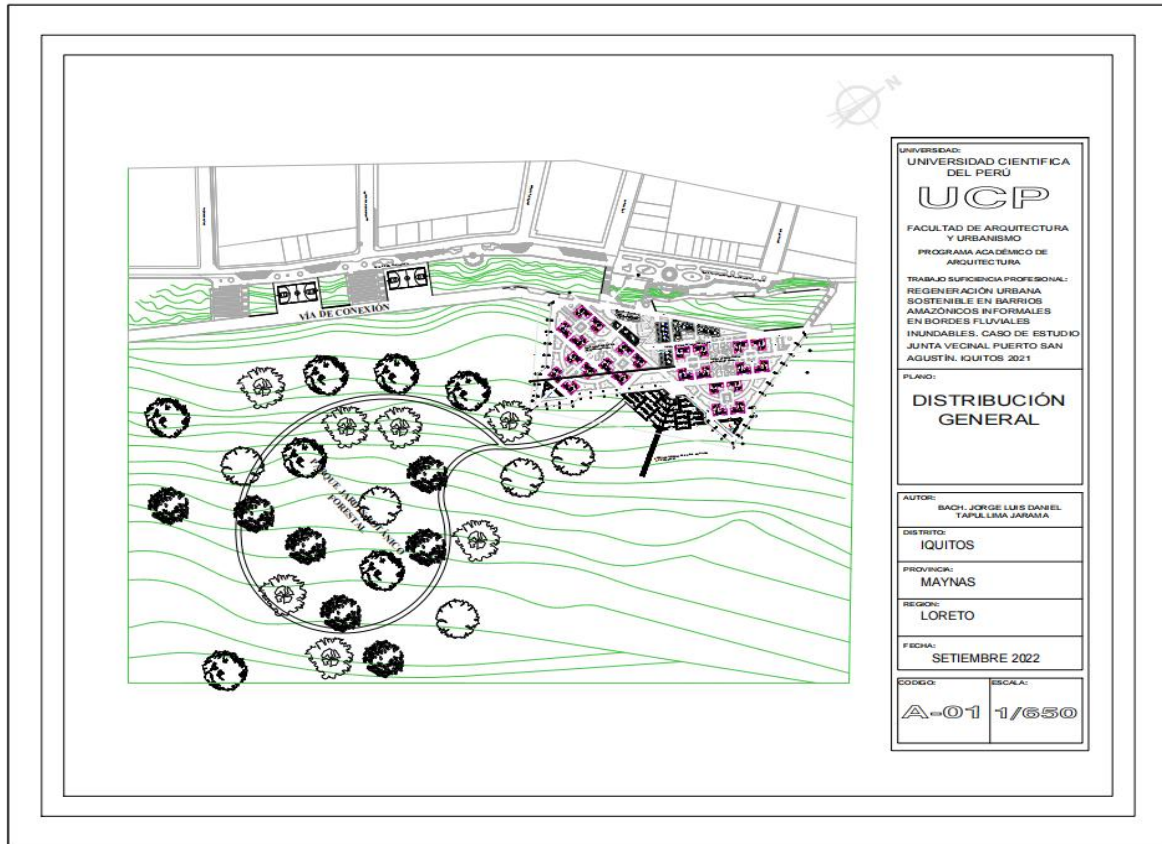 N
VÍA DE CONEXIÓN
FORESTAL
UNIVERSIDAD:
UNIVERSIDAD CIENTIFICA
DEL PERÚ
UCP
FACULTAD DE ARQUITECTURA
Y URBANISMO
PROGRAMA ACADÉMICO DE
ARQUITECTURA
TRABAJO SUFICIENCIA PROFESIONAL:
REGENERACIÓN URBANA
SOSTENIBLE EN BARRIOS
AMAZÓNICOS INFORMALES
EN BORDES FLUVIALES
INUNDABLES. CASO DE ESTUDIO
JUNTA VECINAL PUERTO SAN
AGUSTÍN. IQUITOS 2021
PLANO:
DISTRIBUCIÓN
GENERAL
AUTOR:
BACH. JORGE LUIS DANIEL
TAPULLIMA JARAMA
DISTRITO:
IQUITOS
PROVINCIA:
MAYNAS
REGION:
LORETO
FECHA:
SETIEMBRE 2022
CODIGO:
A-01
ESCALA:
1/650